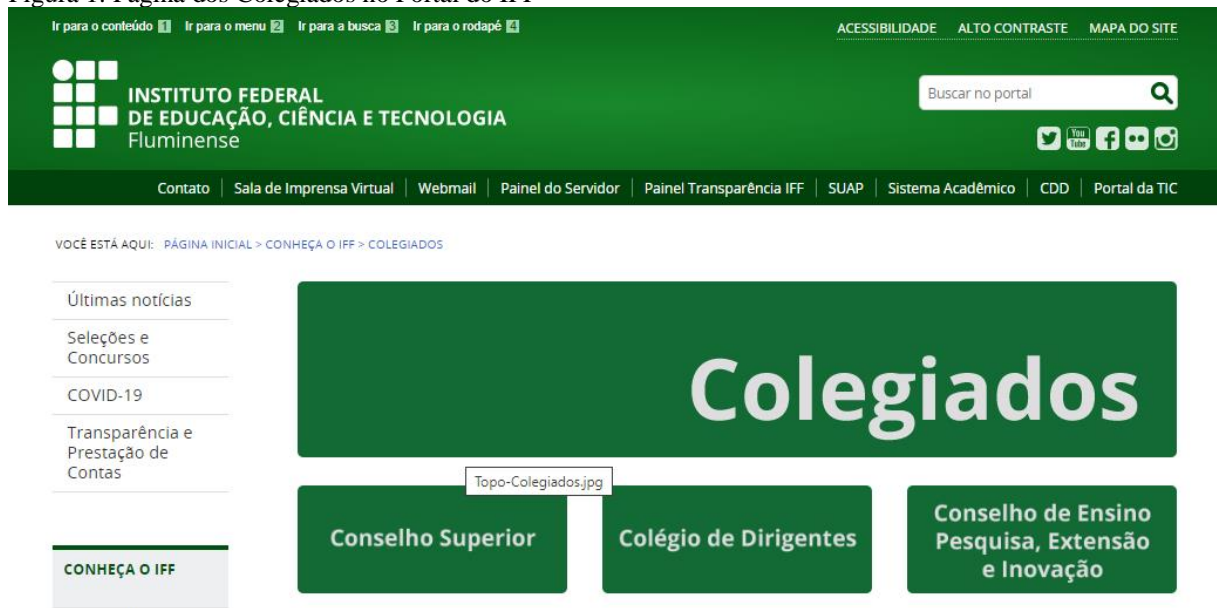 Figura 1: Página dos Colegiados no Portal do IFF
Ir para o conteúdo 1 Ir para o menu 2 Ir para a busca 3 Ir para o rodapé 4
ACESSIBILIDADE ALTO CONTRASTE MAPA DO SITE
INSTITUTO FEDERAL
DE EDUCAÇÃO, CIÊNCIA E TECNOLOGIA
Fluminense
Buscar no portal
You
Tube
Contato Sala de Imprensa Virtual Webmail Painel do Servidor Painel Transparência IFF SUAP Sistema Acadêmico CDD Portal da TIC
VOCÊ ESTÁ AQUI: PÁGINA INICIAL > CONHEÇA O IFF > COLEGIADOS
Últimas notícias
Seleções e
Concursos
COVID-19
Transparência e
Prestação de
Contas
CONHEÇA O IFF
Colegiados
Topo-Colegiados.jpg
Conselho Superior
Colégio de Dirigentes
Conselho de Ensino
Pesquisa, Extensão
e Inovação